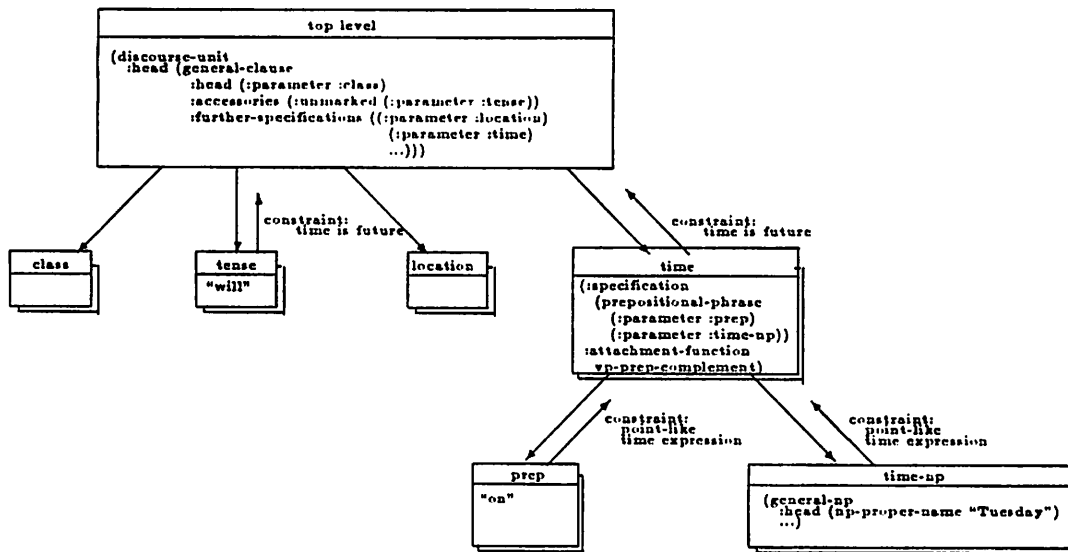 top level
(discourse-unit
:head (general-clause
:head (:parameter :class)
:accessories (:unmarked (:parameter :tense))
:further-specifications ((:parameter :location)
(:parameter :time)
...)))
constraint:
time is future
constraint:
time is future
class
tense
"will"
location
time
(:specification
(prepositional-phrase
(:parameter :prep)
(:parameter :time-np))
:attachment-function
vp-prep-complement)
constraint:
point-like
time expression
constraint:
point-like
time expression
prep
"on"
time-np
(general-np
:head (np-proper-name "Tuesday")
...)